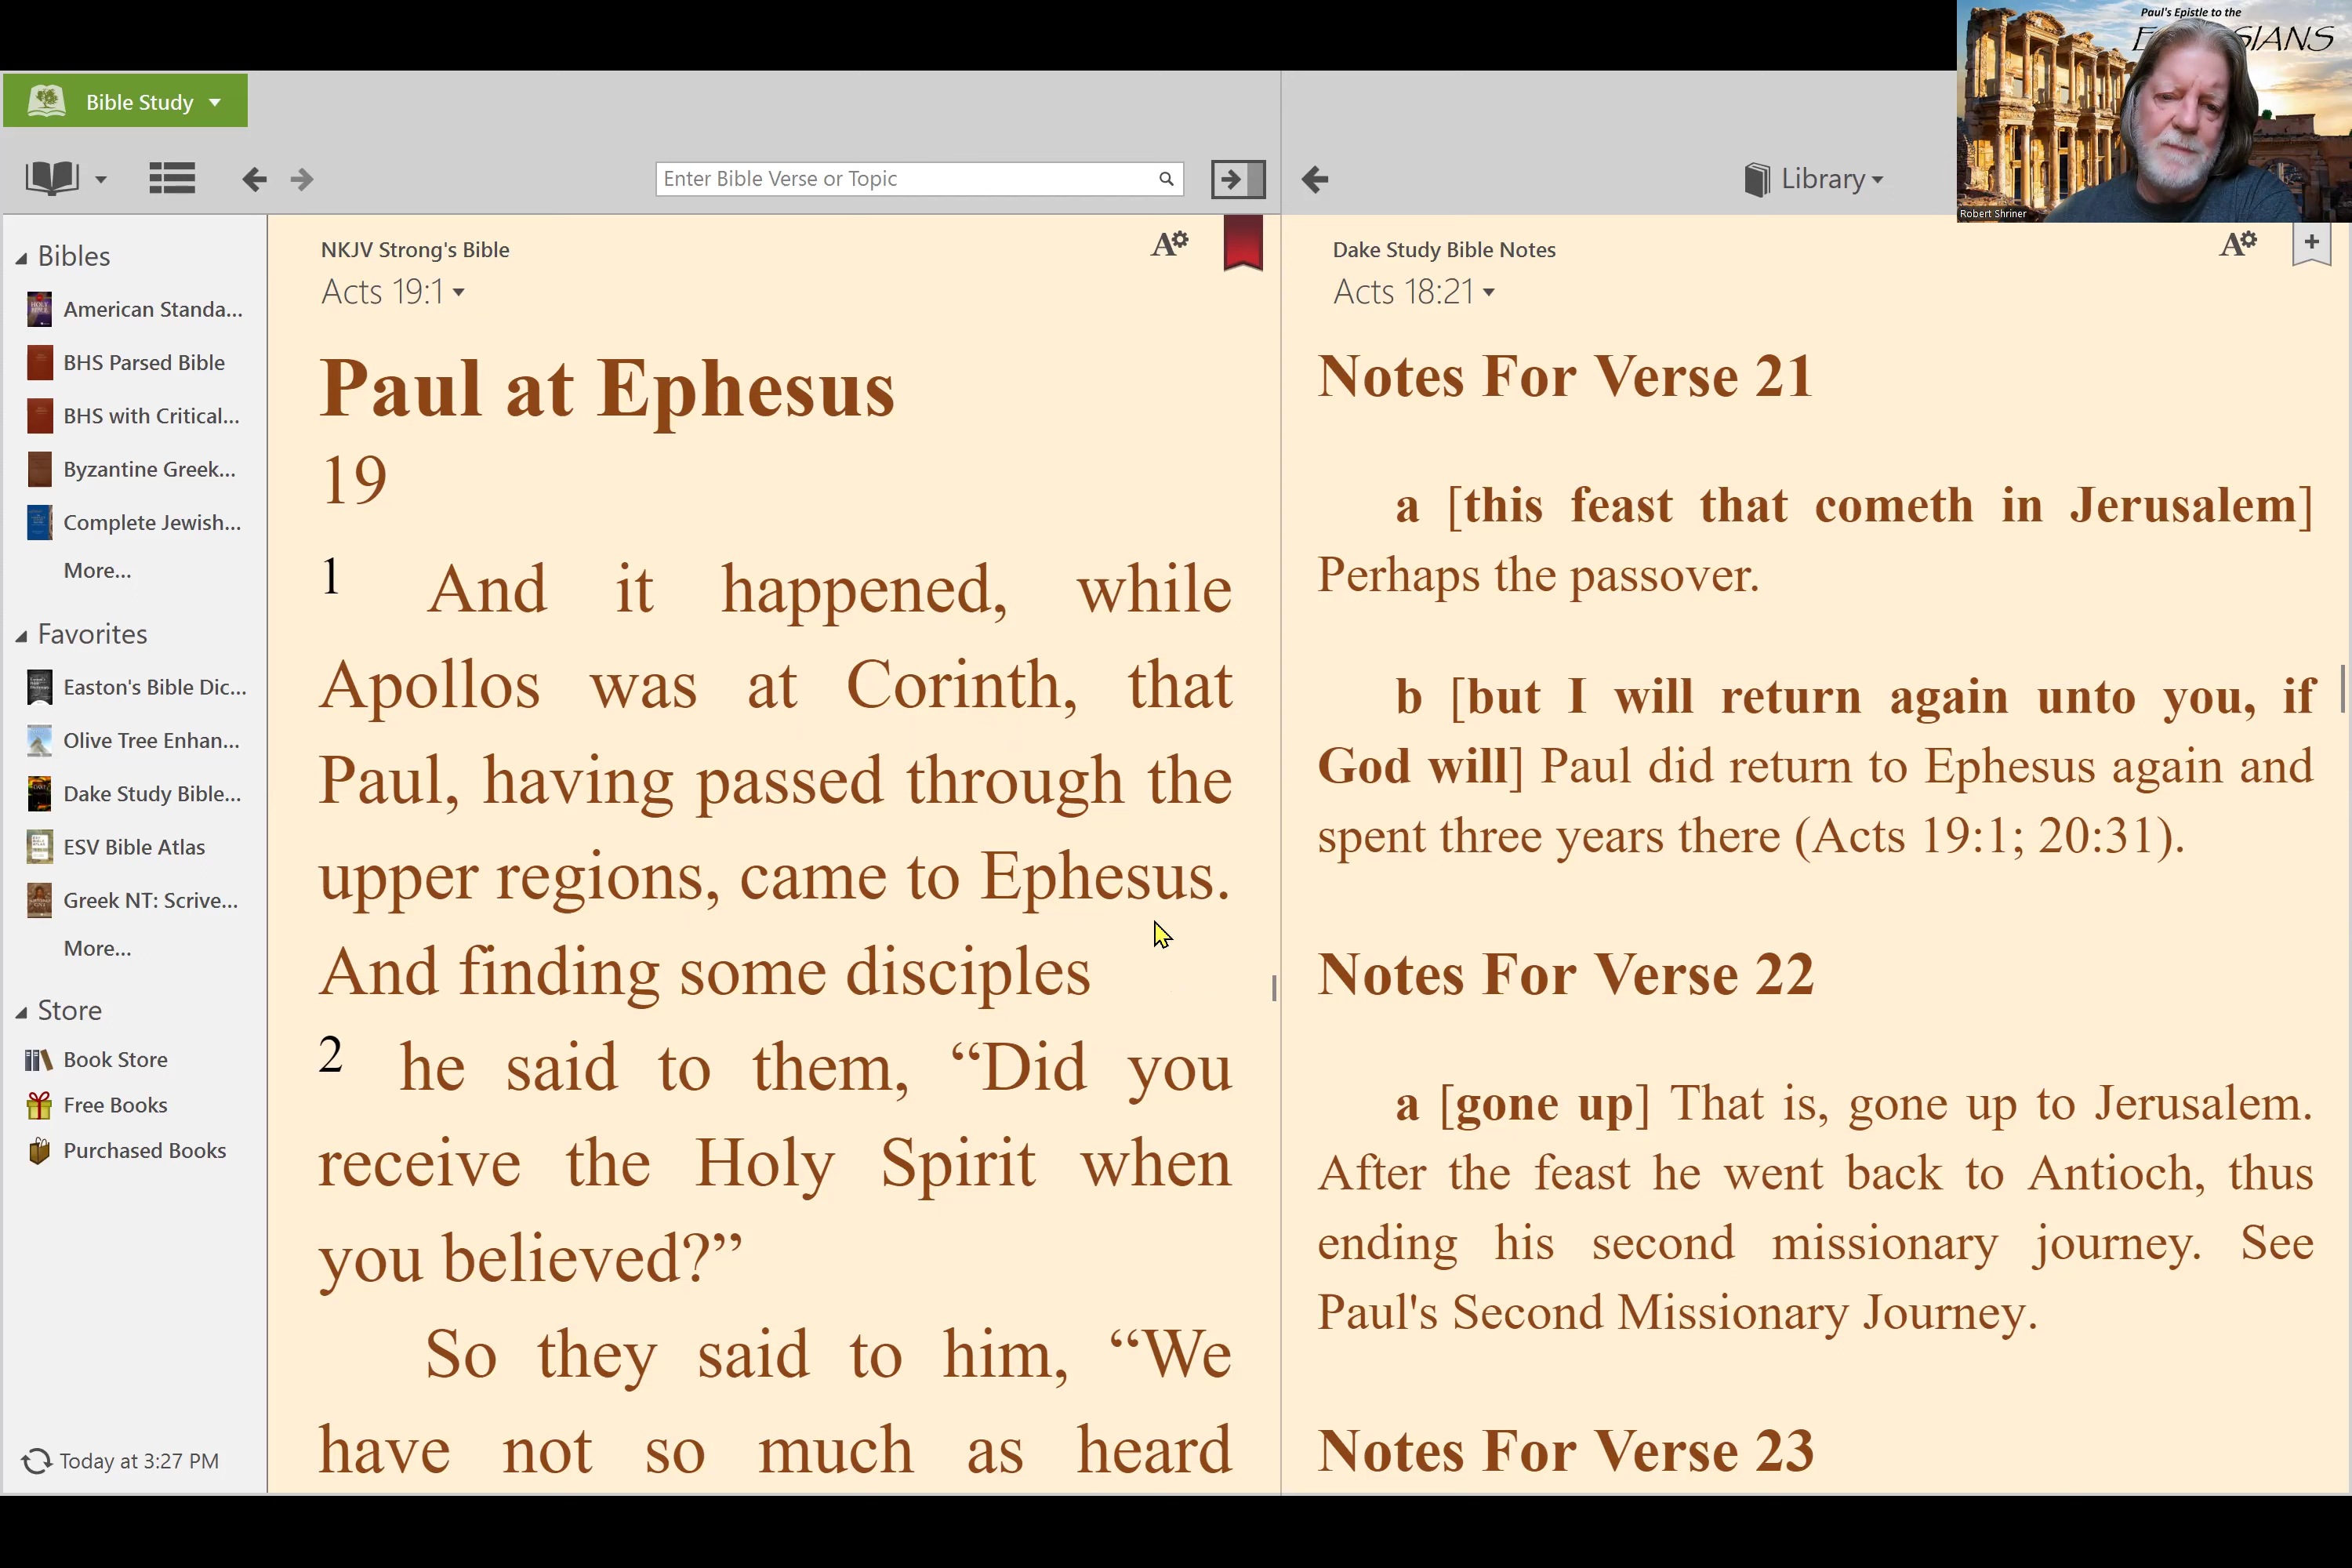 Paul's Epistle to the
SIANS
Robert Shriner
Bible Study
Enter Bible Verse or Topic
Library
Bibles
American Standa...
BHS Parsed Bible
BHS with Critical...
Byzantine Greek...
Complete Jewish...
More...
Favorites
Easton's Bible Dic...
Olive Tree Enhan...
Dake Study Bible...
ESV Bible Atlas
Greek NT: Scrive...
More...
Store
Book Store
Free Books
Purchased Books
Today at 3:27 PM
NKJV Strong's Bible
A
Acts 19:1
Paul at Ephesus
19
1 And it happened, while
Apollos was at Corinth, that
Paul, having passed through the
upper regions, came to Ephesus.
And finding some disciples
2 he said to them, “Did you
receive the Holy Spirit when
you believed?”
So they said to him, “We
have not so much as heard
Dake Study Bible Notes
A
Acts 18:21
Notes For Verse 21
a [this feast that cometh in Jerusalem]
Perhaps the passover.
b [but I will return again unto you, if
God will] Paul did return to Ephesus again and
spent three years there (Acts 19:1; 20:31).
Notes For Verse 22
a [gone up] That is, gone up to Jerusalem.
After the feast he went back to Antioch, thus
ending his second missionary journey. See
Paul's Second Missionary Journey.
Notes For Verse 23